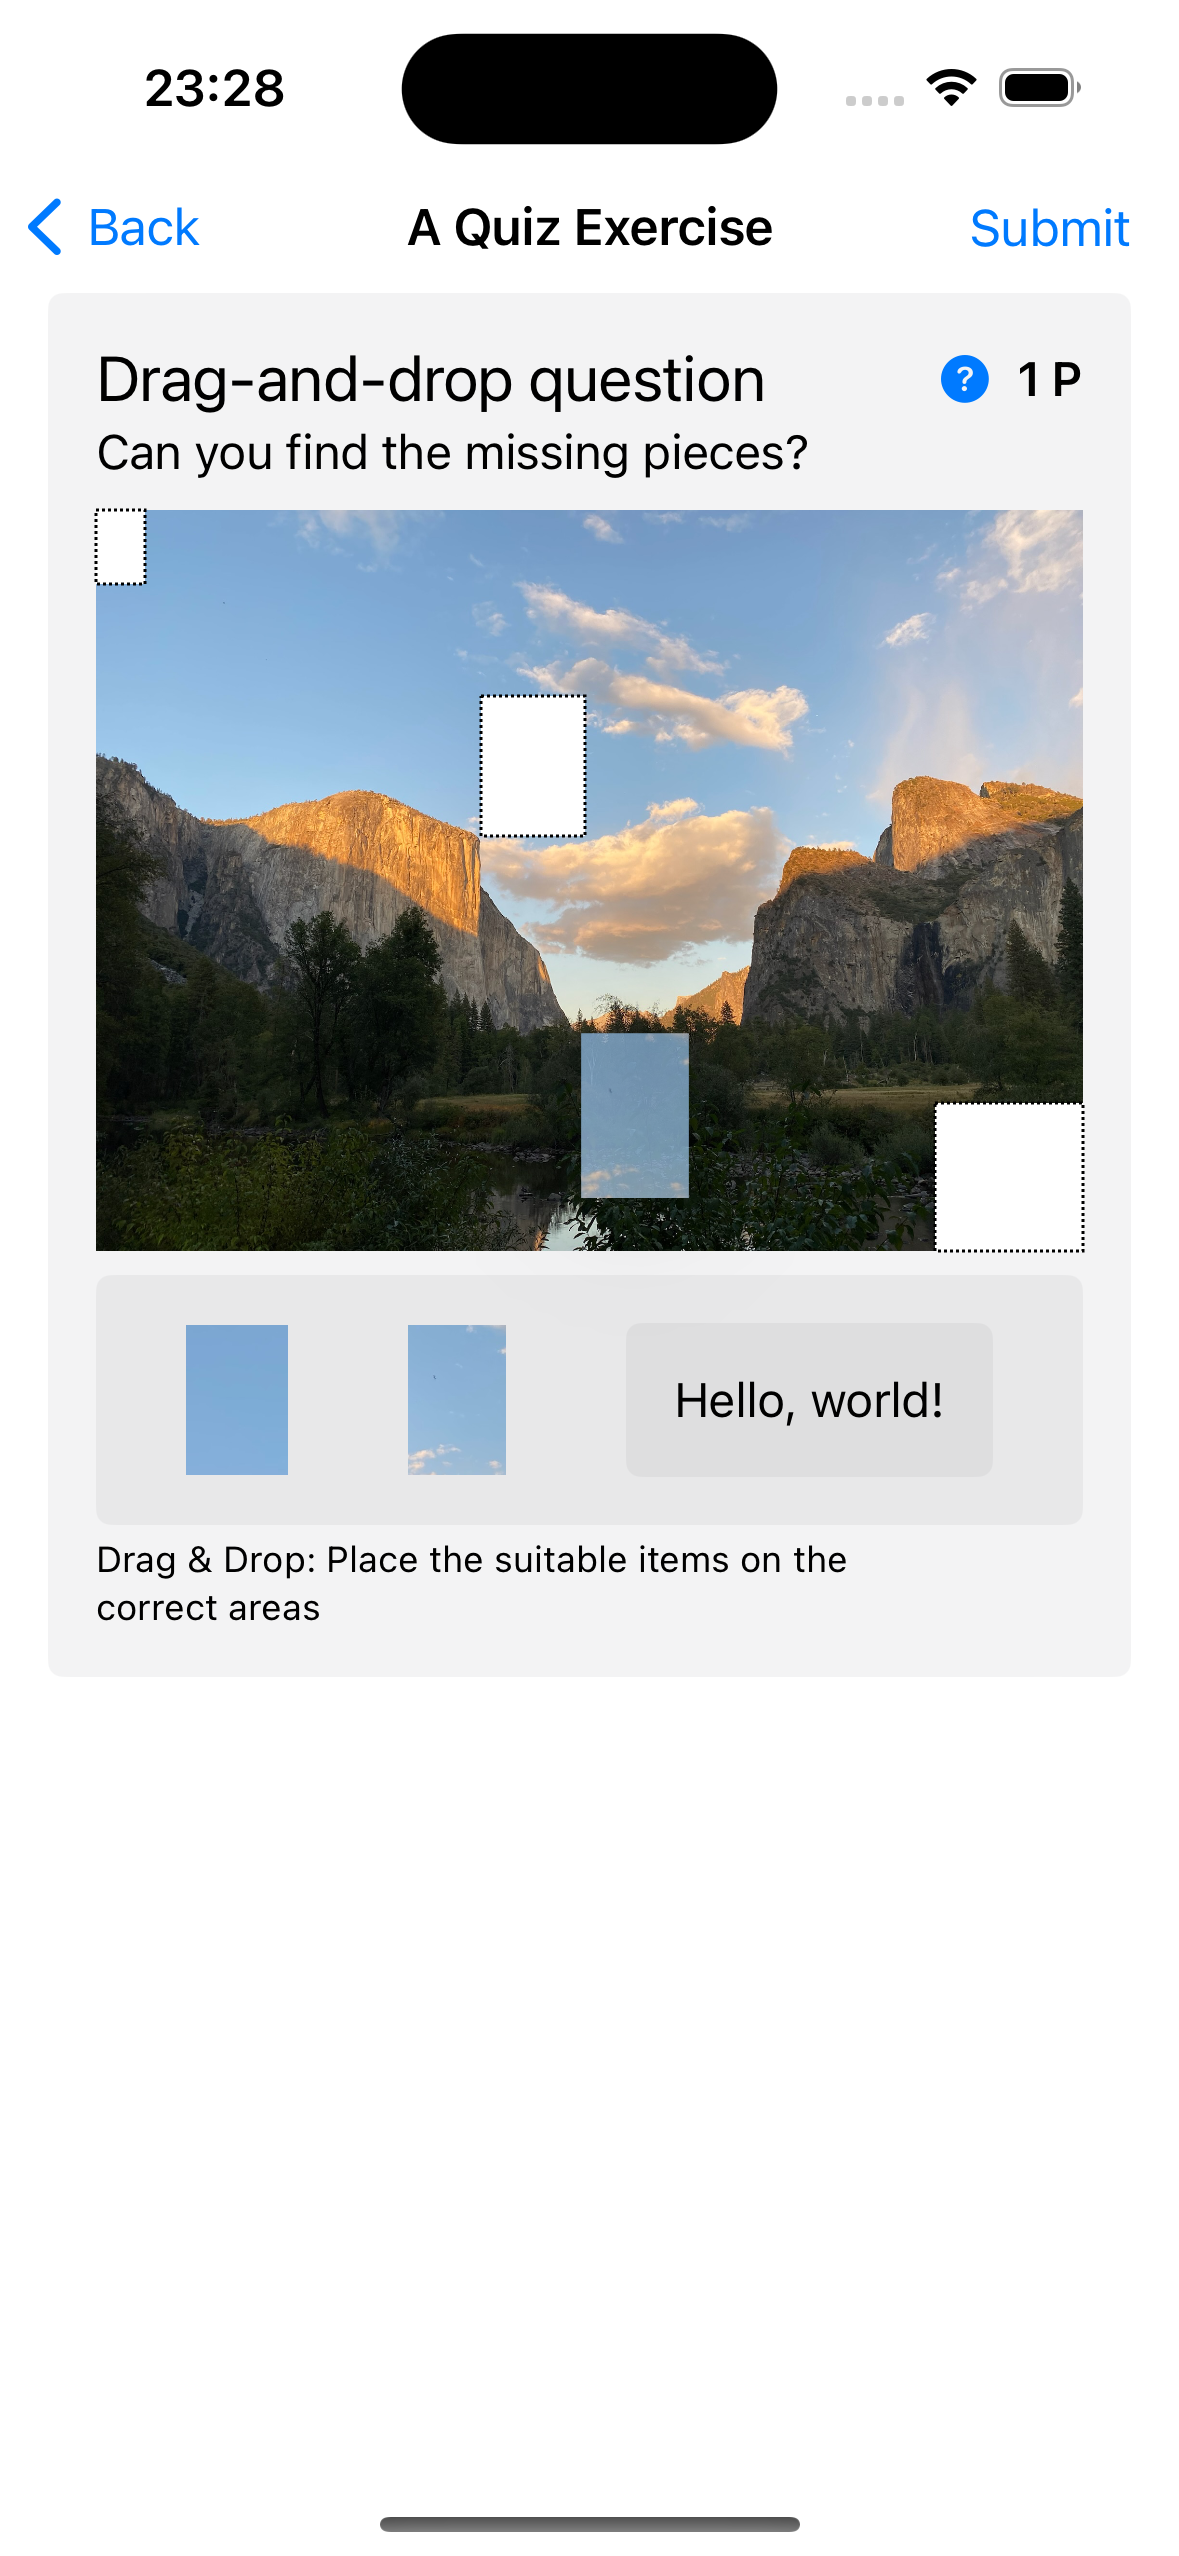 23:28
Back
A Quiz Exercise
Submit
Drag-and-drop question
? 1 P
Can you find the missing pieces?
Hello, world!
Drag & Drop: Place the suitable items on the
correct areas